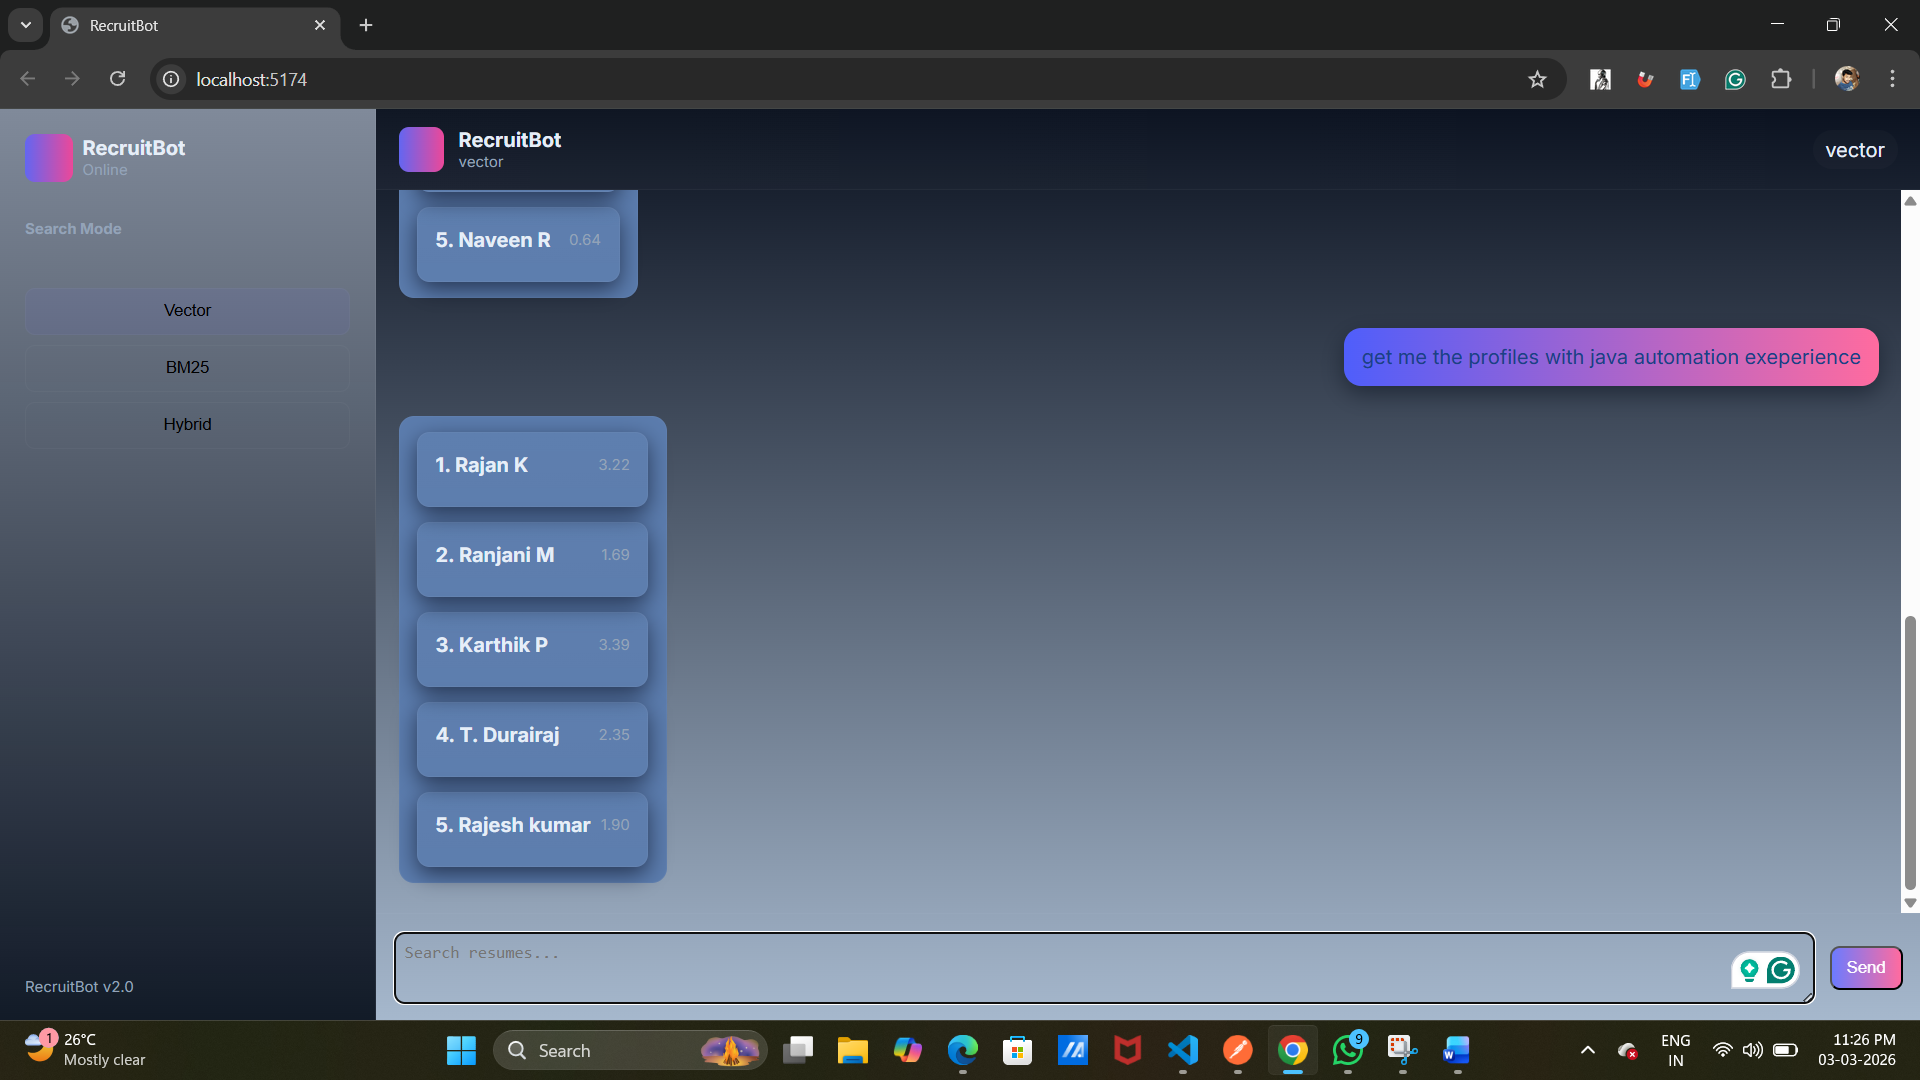 RecruitBot
localhost:5174
RecruitBot
Online
Search Mode
Vector
BM25
Hybrid
RecruitBot v2.0
RecruitBot
vector
vector
5. Naveen R 0.64
get me the profiles with java automation exeperience
1. Rajan K 3.22
2. Ranjani M 1.69
3. Karthik P 3.39
4. T. Durairaj 2.35
5. Rajesh kumar 1.90
Search resumes...
Send
1
26°C
Mostly clear
Search
9
ENG
IN
11:26 PM
03-03-2026